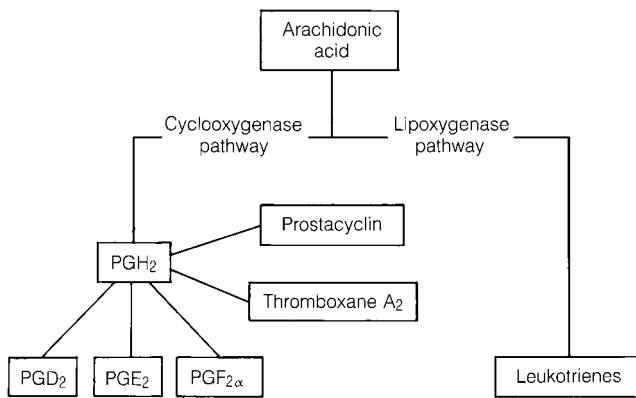 Arachidonic
acid
Cyclooxygenase
pathway
Lipoxygenase
pathway
Prostacyclin
PGH₂
Thromboxane A₂
PGD₂
PGE₂
PGF₂α
Leukotrienes